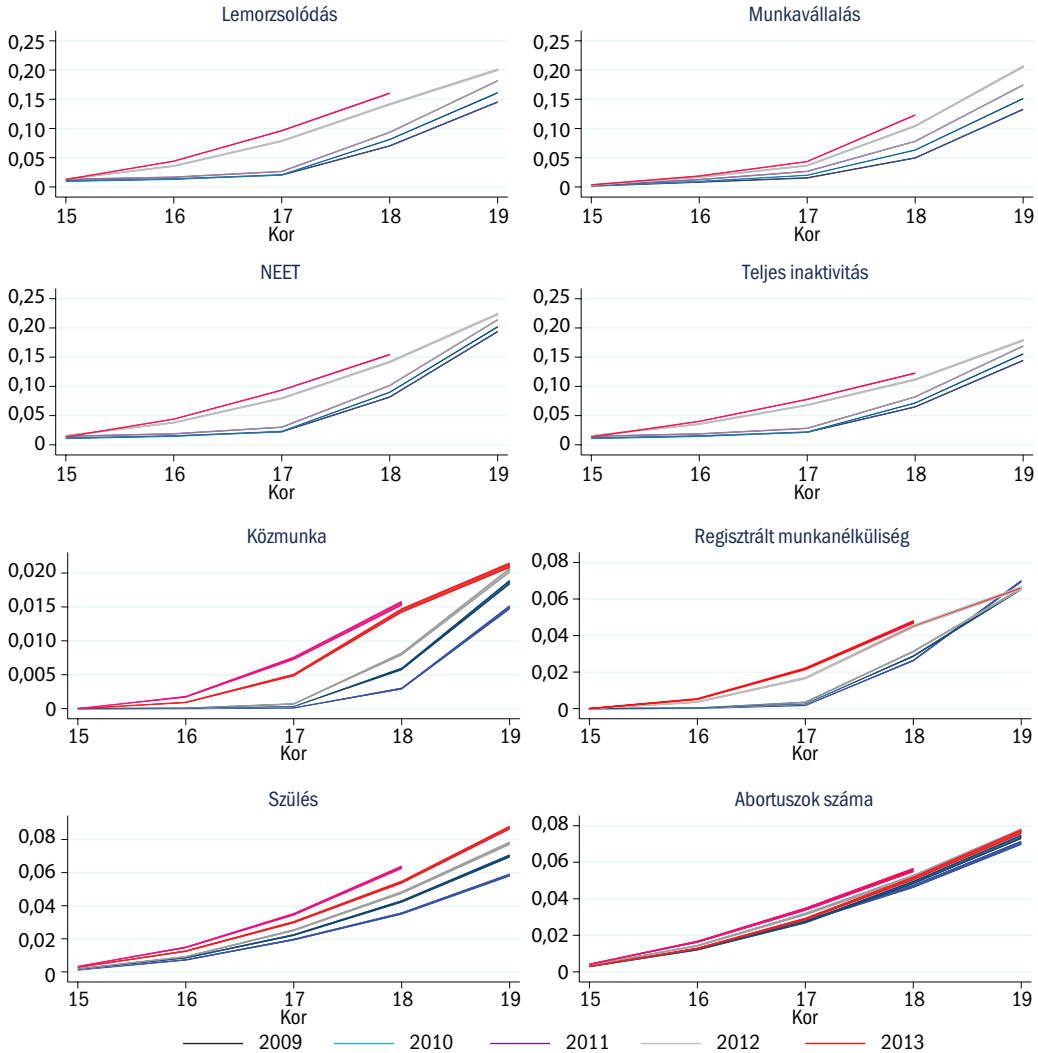 Lemorzsolódás
0,25
0,20
0,15
0,10
0,05
0
15 16 17 18 19
Kor
Munkavállalás
0,25
0,20
0,15
0,10
0,05
0
15 16 17 18 19
Kor
NEET
0,25
0,20
0,15
0,10
0,05
0
15 16 17 18 19
Kor
Teljes inaktivitás
0,25
0,20
0,15
0,10
0,05
0
15 16 17 18 19
Kor
Közmunka
0,020
0,015
0,010
0,005
0
15 16 17 18 19
Kor
Regisztrált munkanélküliség
0,08
0,06
0,04
0,02
0
15 16 17 18 19
Kor
Szülés
0,08
0,06
0,04
0,02
0
15 16 17 18 19
Kor
Abortuszok száma
0,08
0,06
0,04
0,02
0
15 16 17 18 19
Kor
2009 2010 2011 2012 2013